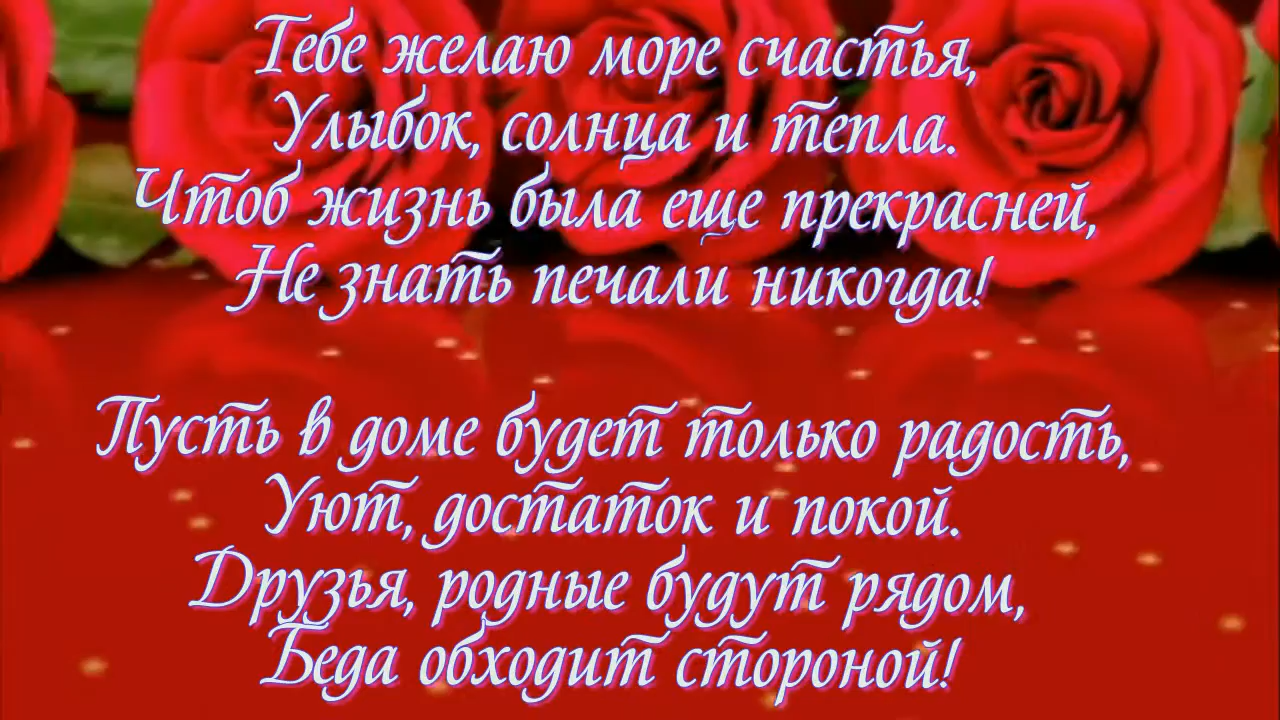 Тебе желаю море счастья,
Улыбок, солнца и тепла.
Чтоб жизнь была еще прекрасней,
Не знать печали никогда!
Пусть в доме будет только радость,
Уют, достаток и покой.
Друзья, родные будут рядом,
Беда обходит стороной!